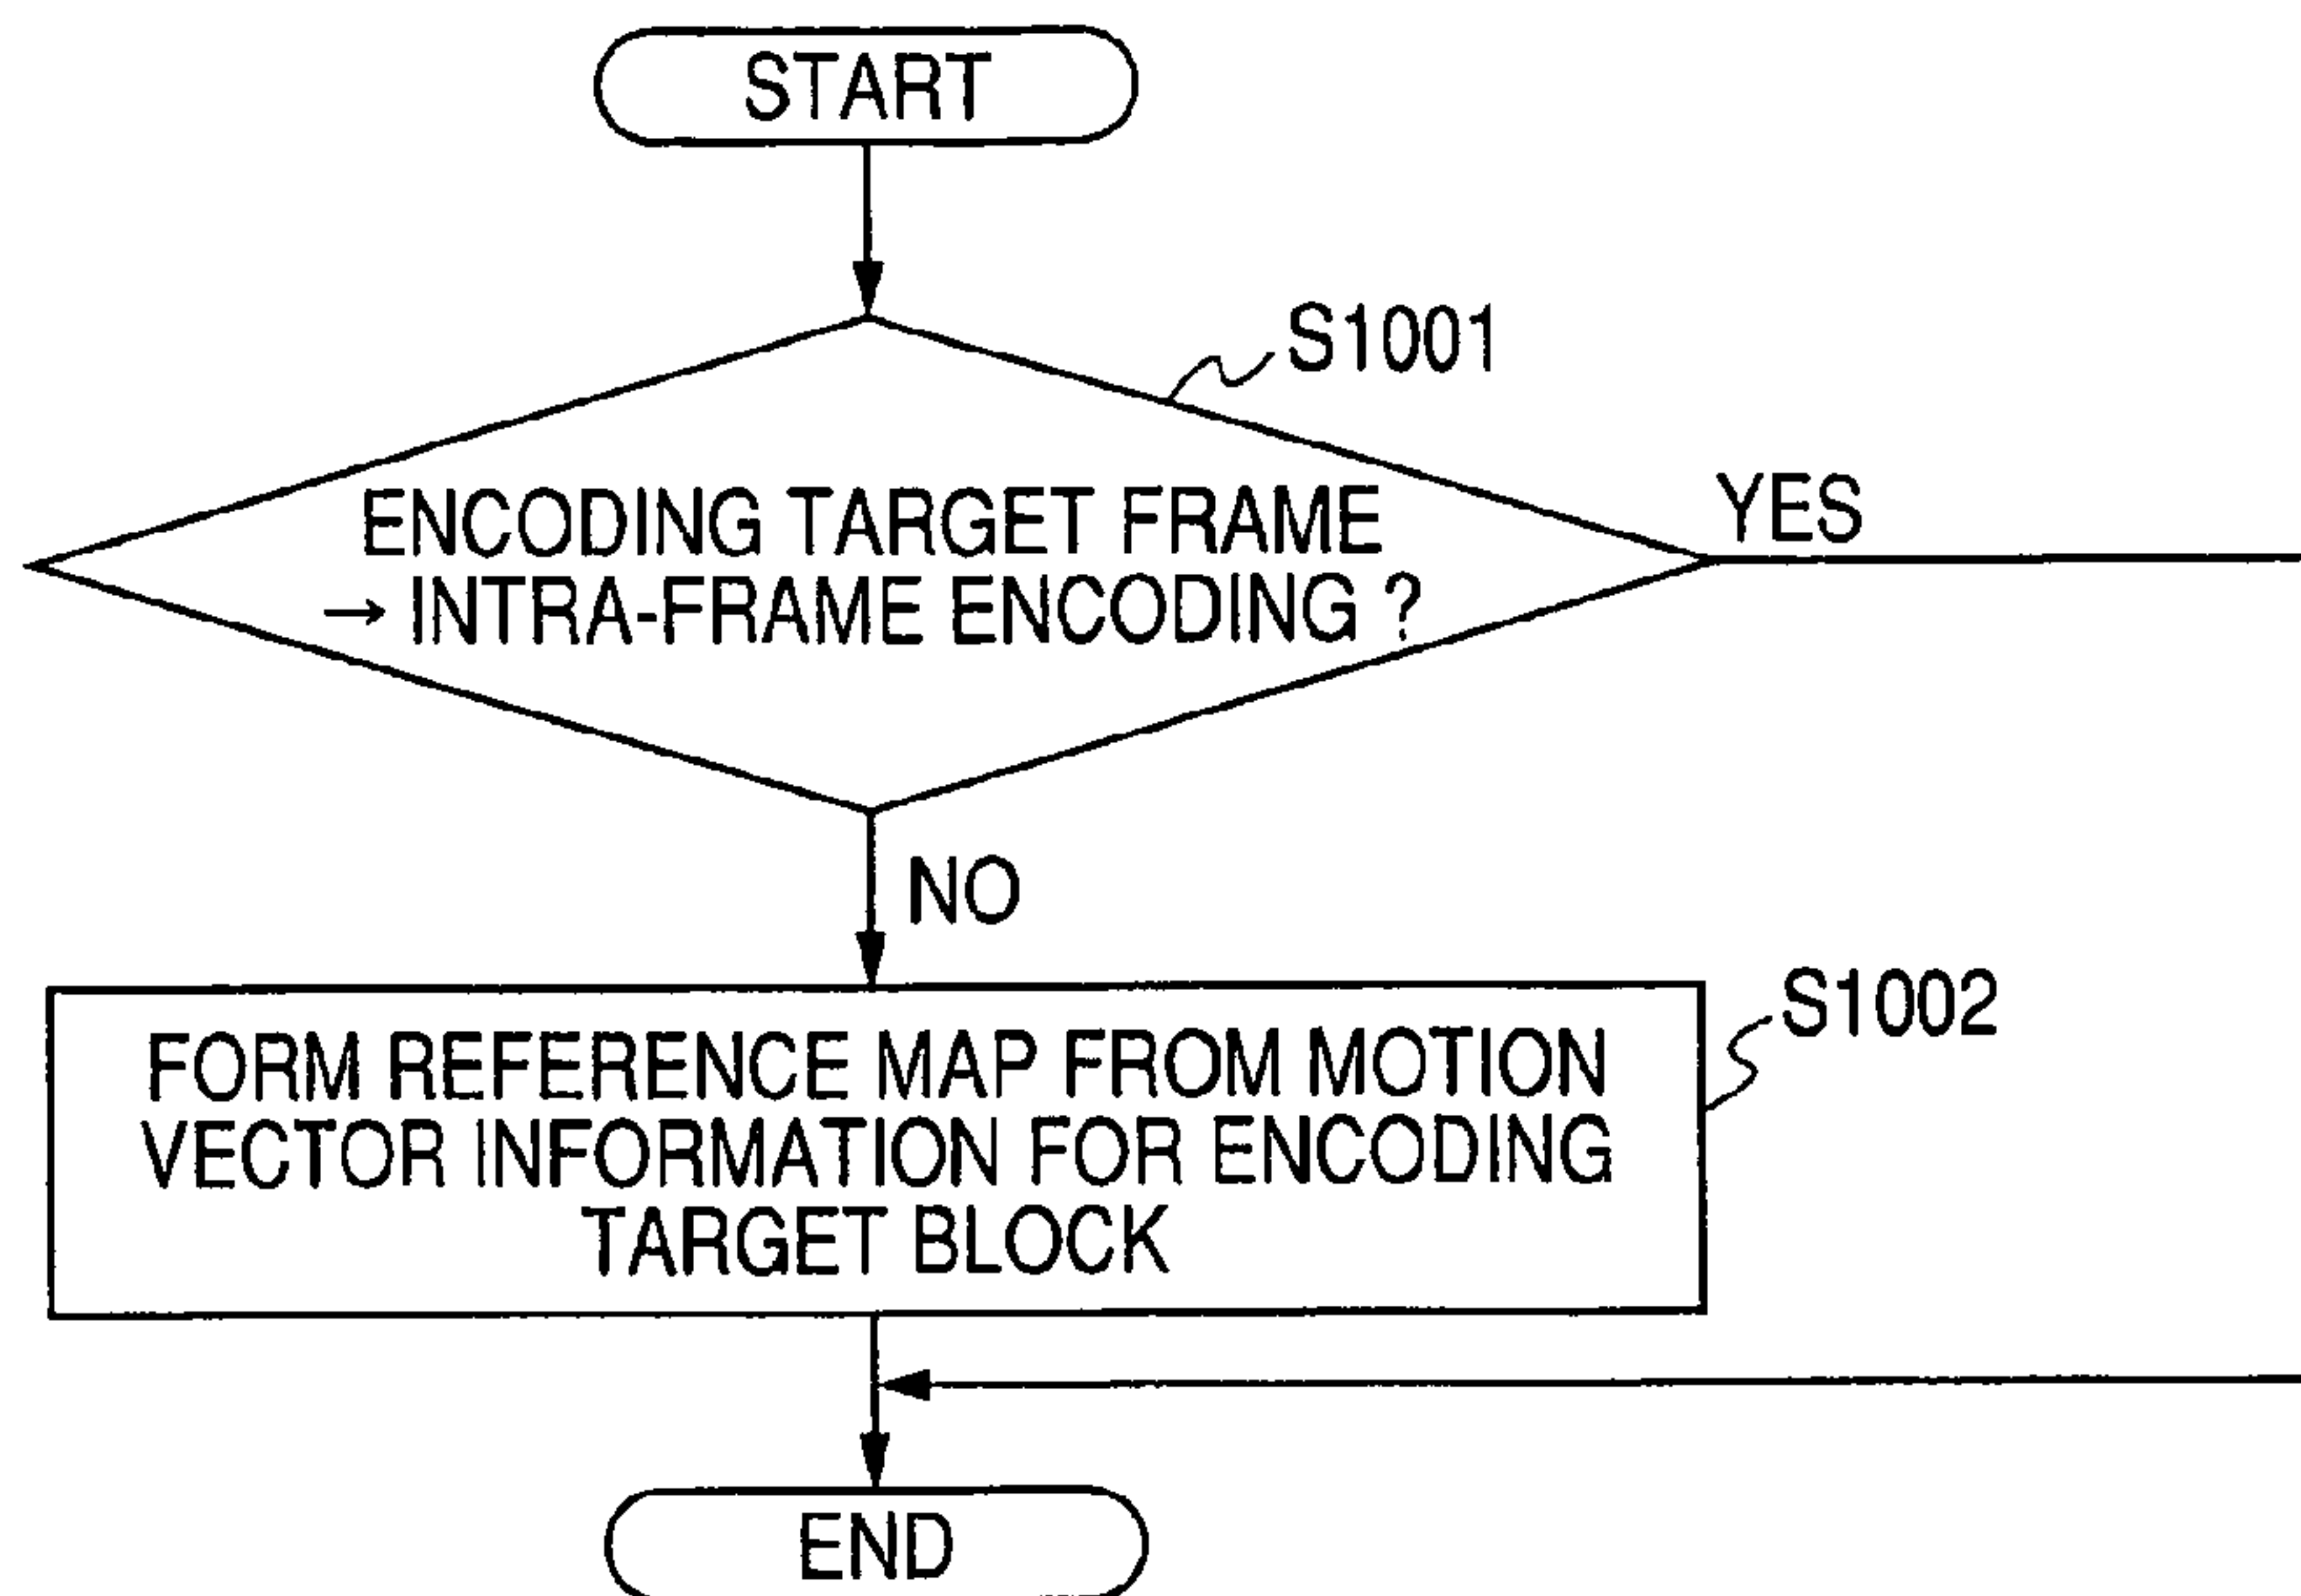 START
S1001
ENCODING TARGET FRAME
→ INTRA-FRAME ENCODING ?
YES
NO
S1002
FORM REFERENCE MAP FROM MOTION
VECTOR INFORMATION FOR ENCODING
TARGET BLOCK
END